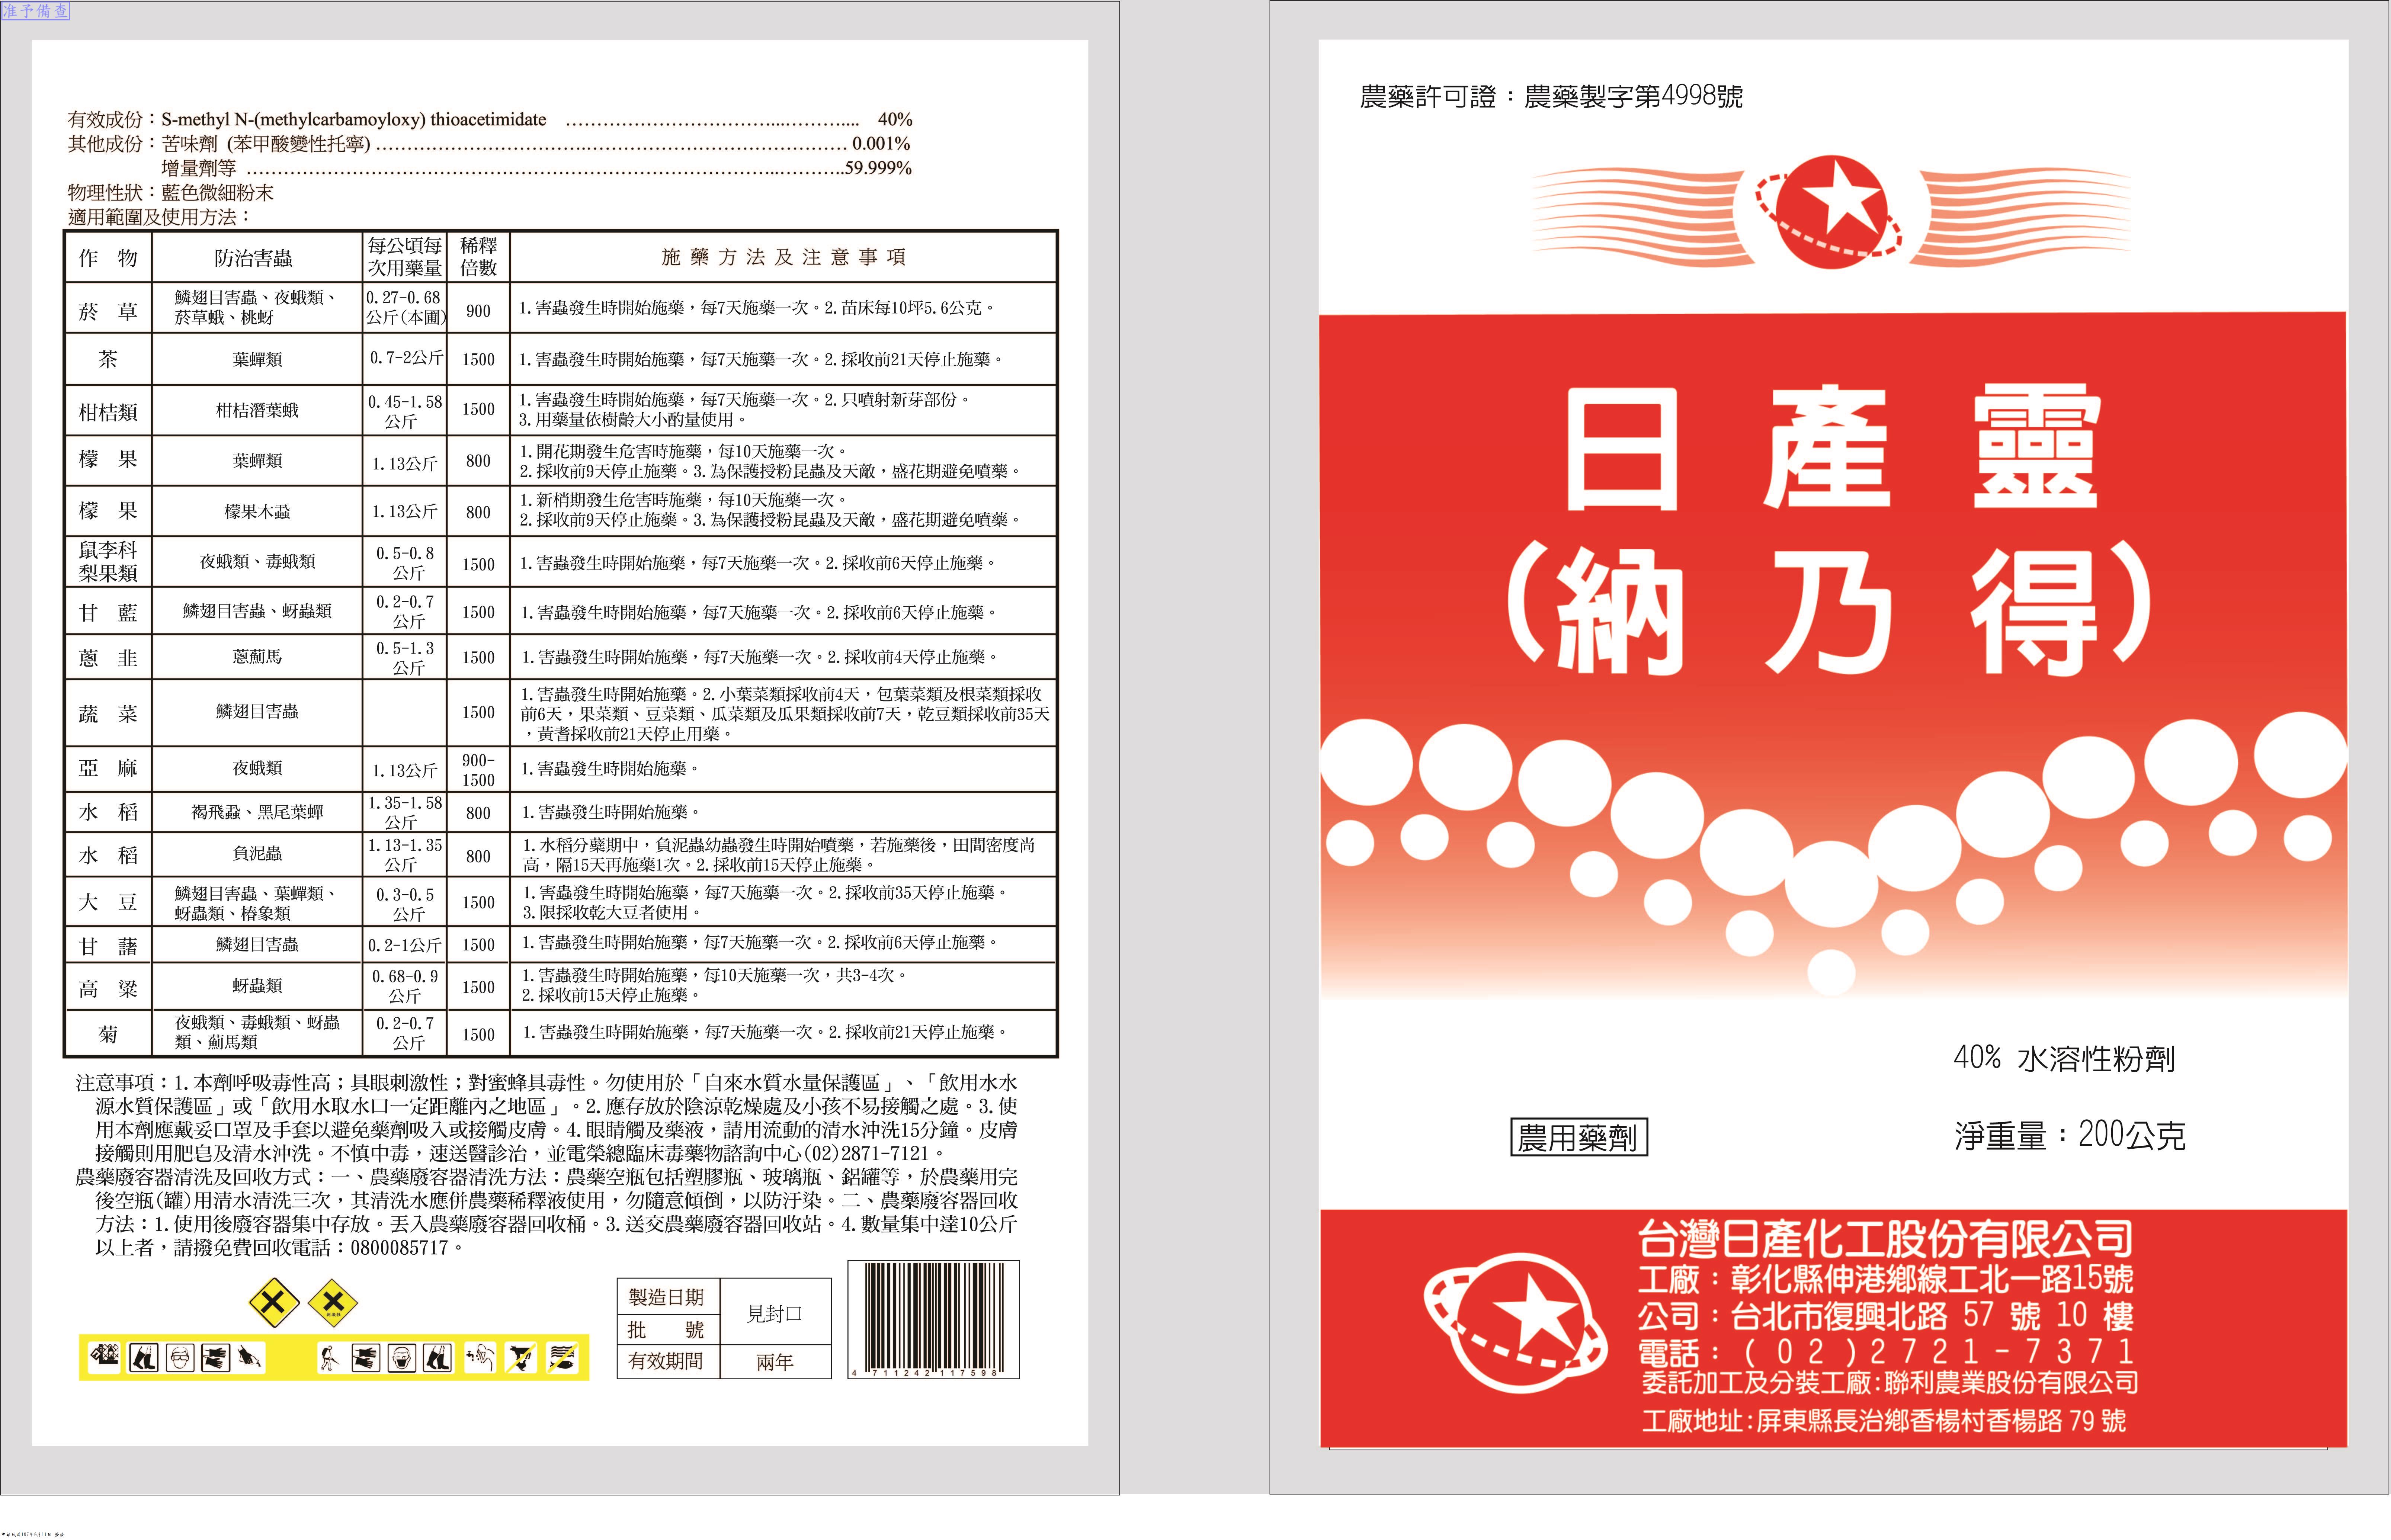 准予備查
有效成份：S-methyl N-(methylcarbamoyloxy) thioacetimidate ........................................ 40%
其他成份：苦味劑 (苯甲酸變性托寧) ........................................ 0.001%
增量劑等 ........................................59.999%
物理性狀：藍色微細粉末
適用範圍及使用方法：
作 物 防治害蟲 每公頃每次用藥量 稀釋倍數 施藥方法及注意事項
菸 草 鱗翅目害蟲、夜蛾類、菸草蛾、桃蚜 0.27-0.68公斤(本圃) 900 1.害蟲發生時開始施藥，每7天施藥一次。2.苗床每10坪5.6公克。
茶 葉蟬類 0.7-2公斤 1500 1.害蟲發生時開始施藥，每7天施藥一次。2.採收前21天停止施藥。
柑桔類 柑桔潛葉蛾 0.45-1.58公斤 1500 1.害蟲發生時開始施藥，每7天施藥一次。2.只噴射新芽部份。
3.用藥量依樹齡大小酌量使用。
檬 果 葉蟬類 1.13公斤 800 1.開花期發生危害時施藥，每10天施藥一次。
2.採收前9天停止施藥。3.為保護授粉昆蟲及天敵，盛花期避免噴藥。
檬 果 檬果木蝨 1.13公斤 800 1.新梢期發生危害時施藥，每10天施藥一次。
2.採收前9天停止施藥。3.為保護授粉昆蟲及天敵，盛花期避免噴藥。
鼠李科梨果類 夜蛾類、毒蛾類 0.5-0.8公斤 1500 1.害蟲發生時開始施藥，每7天施藥一次。2.採收前6天停止施藥。
甘 藍 鱗翅目害蟲、蚜蟲類 0.2-0.7公斤 1500 1.害蟲發生時開始施藥，每7天施藥一次。2.採收前6天停止施藥。
蔥 韭 蔥薊馬 0.5-1.3公斤 1500 1.害蟲發生時開始施藥，每7天施藥一次。2.採收前4天停止施藥。
蔬 菜 鱗翅目害蟲 1500 1.害蟲發生時開始施藥。2.小葉菜類採收前4天，包葉菜類及根菜類採收
前6天，果菜類、豆菜類、瓜菜類及瓜果類採收前7天，乾豆類採收前35天
，黃耆採收前21天停止用藥。
亞 麻 夜蛾類 1.13公斤 900-1500 1.害蟲發生時開始施藥。
水 稻 褐飛蝨、黑尾葉蟬 1.35-1.58公斤 800 1.害蟲發生時開始施藥。
水 稻 負泥蟲 1.13-1.35公斤 800 1.水稻分蘗期中，負泥蟲幼蟲發生時開始噴藥，若施藥後，田間密度尚
高，隔15天再施藥1次。2.採收前15天停止施藥。
大 豆 鱗翅目害蟲、葉蟬類、蚜蟲類、椿象類 0.3-0.5公斤 1500 1.害蟲發生時開始施藥，每7天施藥一次。2.採收前35天停止施藥。
3.限採收乾大豆者使用。
甘 藷 鱗翅目害蟲 0.2-1公斤 1500 1.害蟲發生時開始施藥，每7天施藥一次。2.採收前6天停止施藥。
高 粱 蚜蟲類 0.68-0.9公斤 1500 1.害蟲發生時開始施藥，每10天施藥一次，共3-4次。
2.採收前15天停止施藥。
菊 夜蛾類、毒蛾類、蚜蟲類、薊馬類 0.2-0.7公斤 1500 1.害蟲發生時開始施藥，每7天施藥一次。2.採收前21天停止施藥。
注意事項：1.本劑呼吸毒性高；具眼刺激性；對蜜蜂具毒性。勿使用於「自來水質水量保護區」、「飲用水水
源水質保護區」或「飲用水取水口一定距離內之地區」。2.應存放於陰涼乾燥處及小孩不易接觸之處。3.使
用本劑應戴妥口罩及手套以避免藥劑吸入或接觸皮膚。4.眼睛觸及藥液，請用流動的清水沖洗15分鐘。皮膚
接觸則用肥皂及清水沖洗。不慎中毒，速送醫診治，並電榮總臨床毒藥物諮詢中心(02)2871-7121。
農藥廢容器清洗及回收方式：一、農藥廢容器清洗方法：農藥空瓶包括塑膠瓶、玻璃瓶、鋁罐等，於農藥用完
後空瓶(罐)用清水清洗三次，其清洗水應併農藥稀釋液使用，勿隨意傾倒，以防汙染。二、農藥廢容器回收
方法：1.使用後廢容器集中存放。丟入農藥廢容器回收桶。3.送交農藥廢容器回收站。4.數量集中達10公斤
以上者，請撥免費回收電話：0800085717。
製造日期 見封口
批 號
有效期間 兩年
4 711242 117598
農藥許可證：農藥製字第4998號
日產靈
(納乃得)
40% 水溶性粉劑
農用藥劑
淨重量：200公克
台灣日產化工股份有限公司
工廠：彰化縣伸港鄉線工北一路15號
公司：台北市復興北路 57 號 10 樓
電話：(02)2721-7371
委託加工及分裝工廠:聯利農業股份有限公司
工廠地址:屏東縣長治鄉香楊村香楊路 79 號